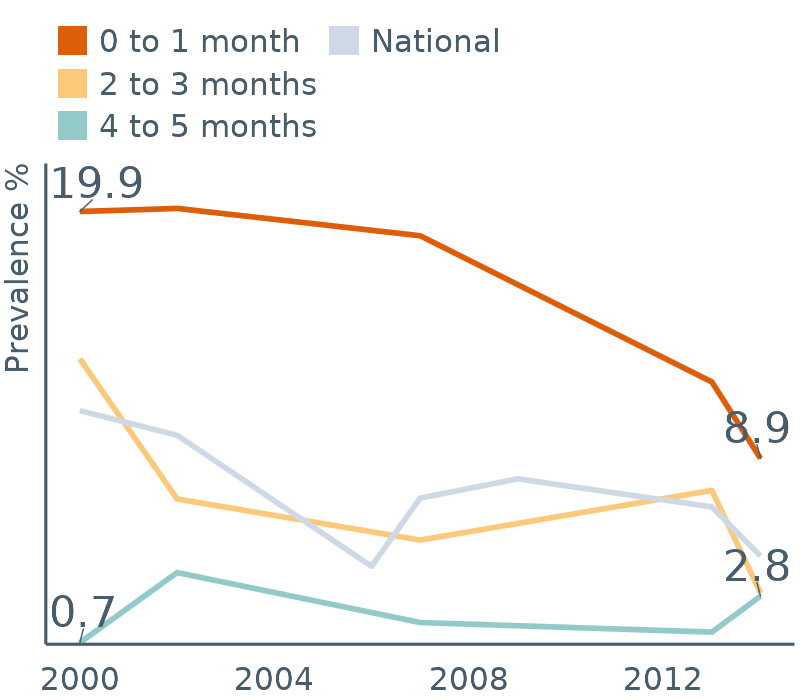 0 to 1 month
National
2 to 3 months
4 to 5 months
Prevalence %
19.9
8.9
2.8
0.7
2000 2004 2008 2012